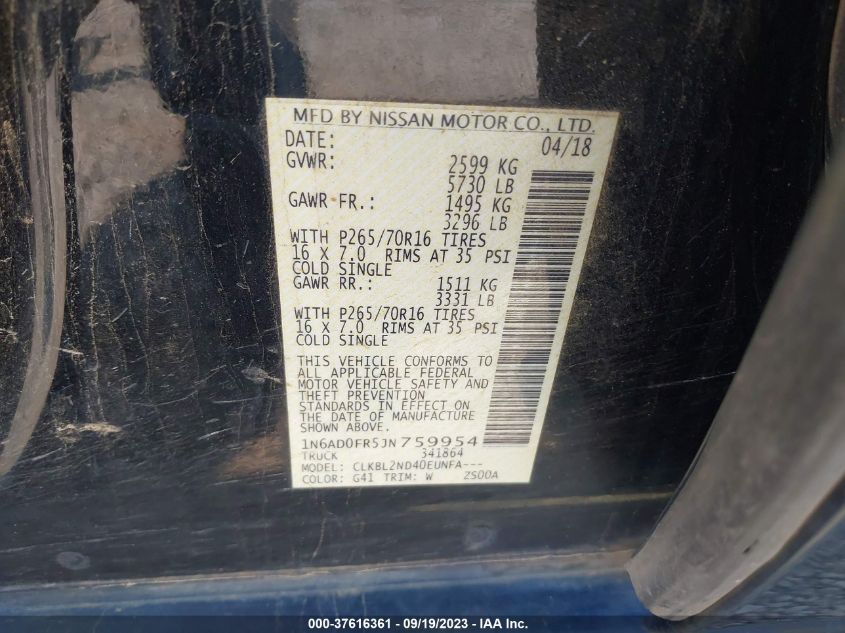 MFD BY NISSAN MOTOR CO., LTD.
DATE: 04/18
GVWR: 2599 KG
5730 LB
GAWR FR.: 1495 KG
3296 LB
WITH P265/70R16 TIRES
16 X 7.0 RIMS AT 35 PSI
COLD SINGLE
GAWR RR.: 1511 KG
3331 LB
WITH P265/70R16 TIRES
16 X 7.0 RIMS AT 35 PSI
COLD SINGLE
THIS VEHICLE CONFORMS TO
ALL APPLICABLE FEDERAL
MOTOR VEHICLE SAFETY AND
THEFT PREVENTION
STANDARDS IN EFFECT ON
THE DATE OF MANUFACTURE
SHOWN ABOVE.
1N6AD0FR5JN759954
TRUCK 341864
MODEL: CLKBL2ND40EUNFA---
COLOR: G41 TRIM: W ZS00A
000-37616361 - 09/19/2023 - IAA Inc.